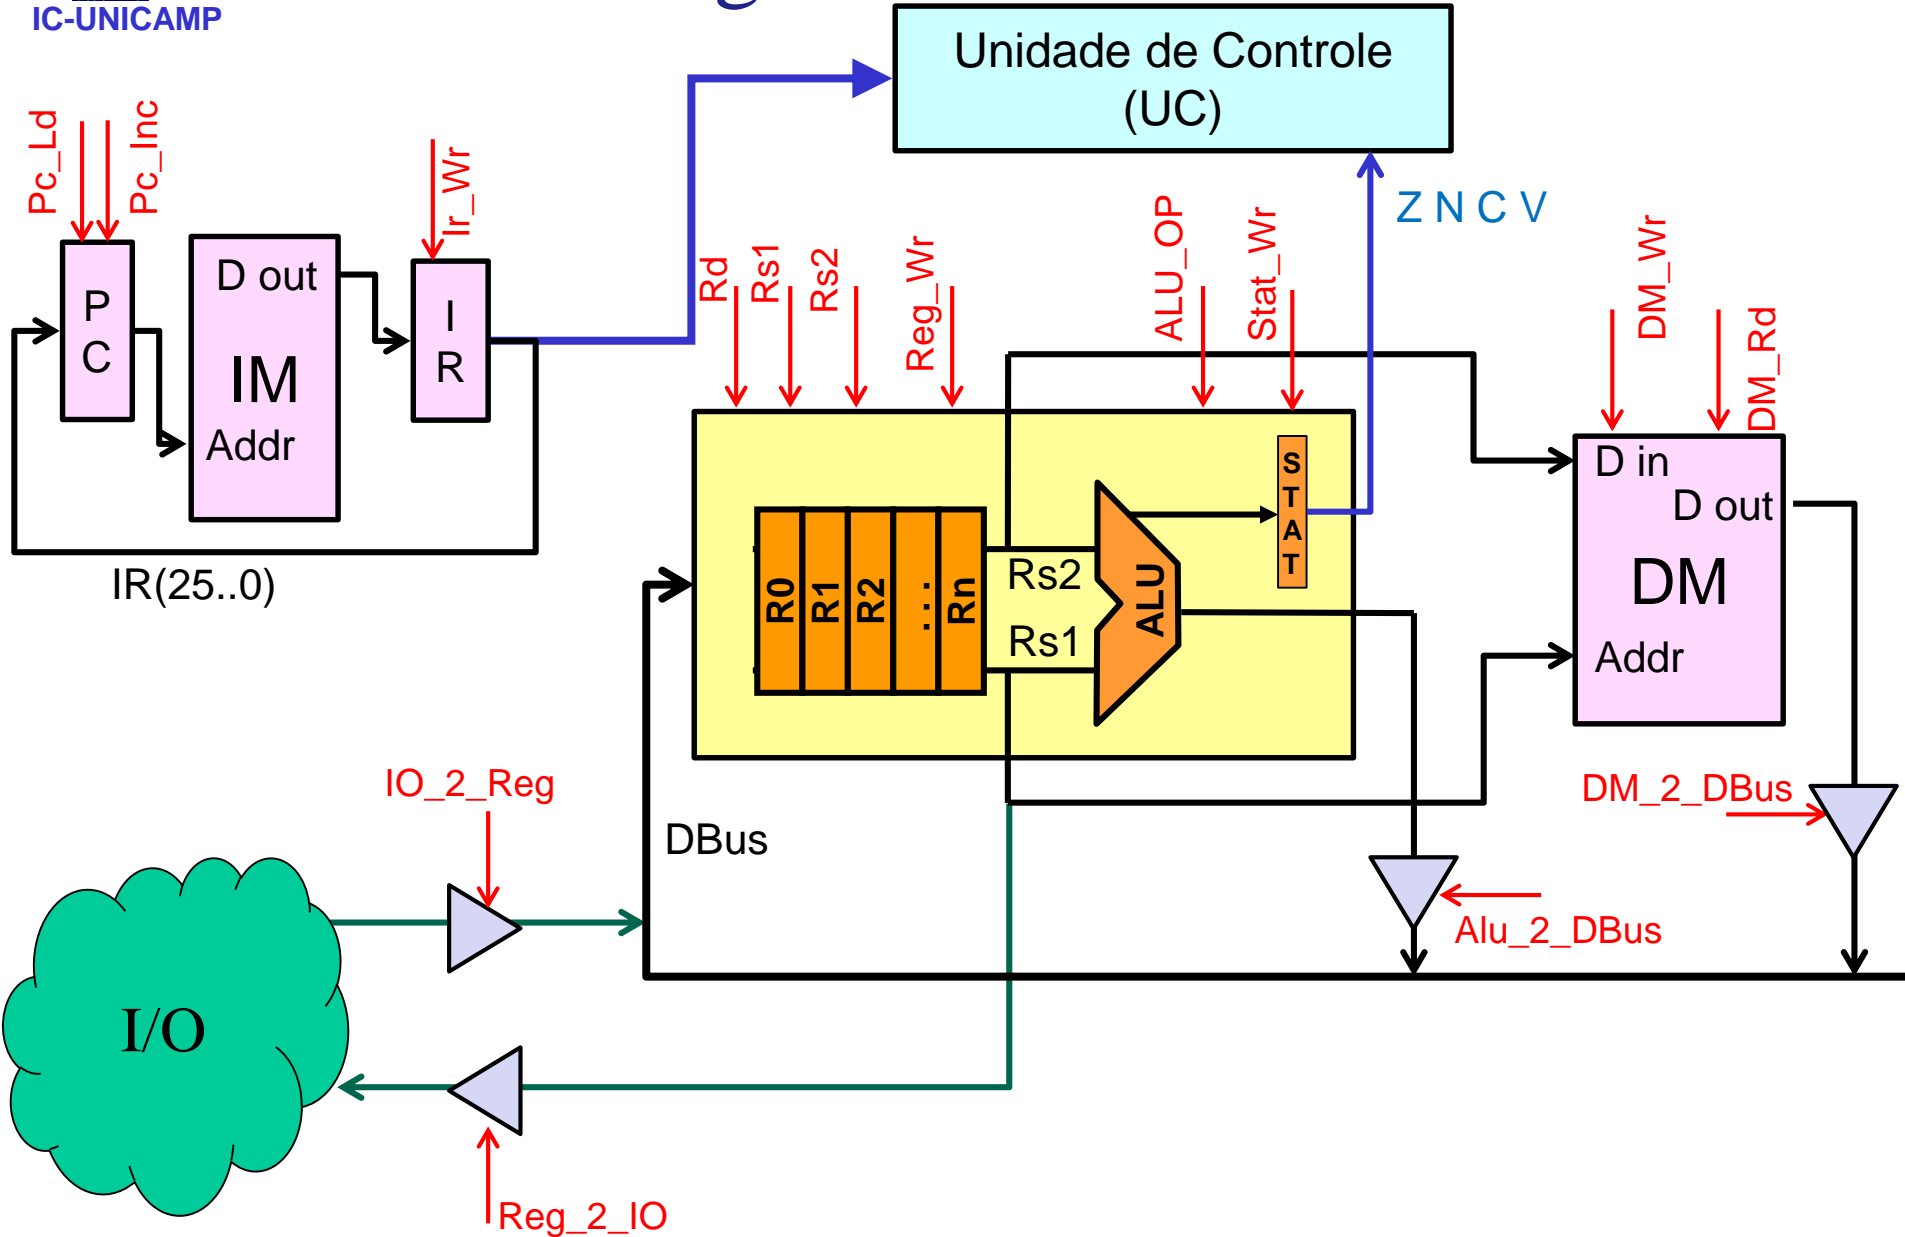 IC-UNICAMP
Unidade de Controle
(UC)
Pc_Ld
Pc_Inc
Ir_Wr
P
C
D out
IM
Addr
I
R
IR(25..0)
Z N C V
Rd
Rs1
Rs2
Reg_Wr
ALU_OP
Stat_Wr
DM_Wr
DM_Rd
R0
R1
R2
...
Rn
Rs2
Rs1
ALU
S
T
A
T
D in
D out
DM
Addr
IO_2_Reg
DBus
DM_2_DBus
Alu_2_DBus
I/O
Reg_2_IO